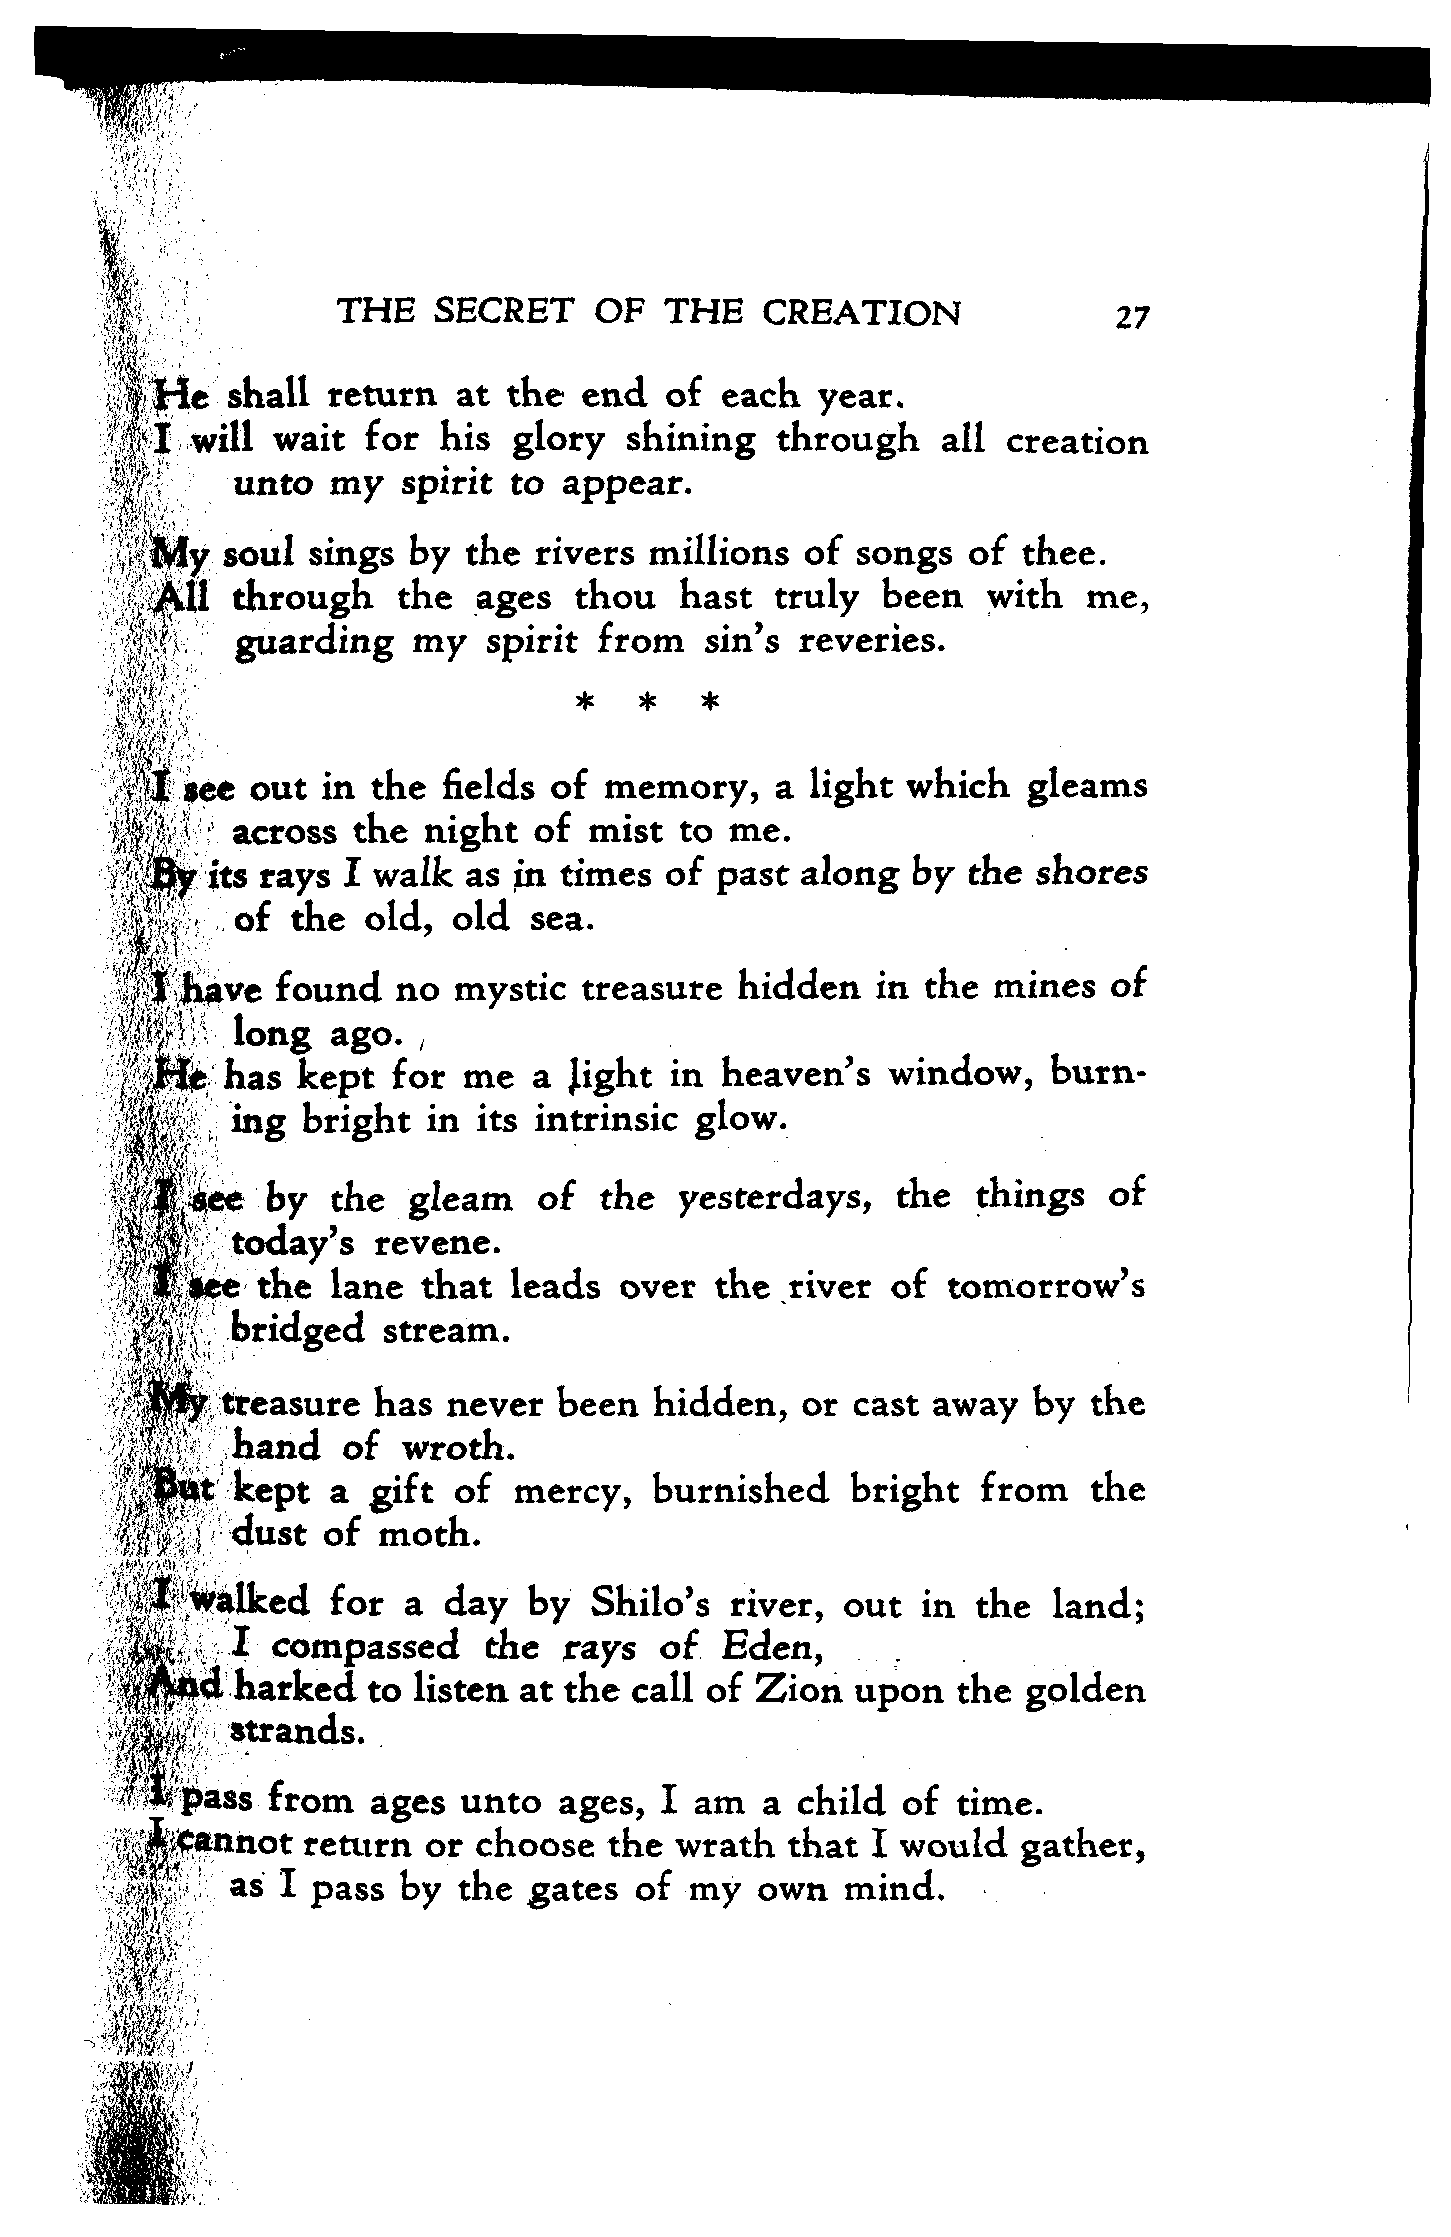 THE SECRET OF THE CREATION 27
He shall return at the end of each year.
I will wait for his glory shining through all creation
unto my spirit to appear.
My soul sings by the rivers millions of songs of thee.
All through the ages thou hast truly been with me,
guarding my spirit from sin's reveries.
* * *
I see out in the fields of memory, a light which gleams
across the night of mist to me.
By its rays I walk as in times of past along by the shores
of the old, old sea.
I have found no mystic treasure hidden in the mines of
long ago.
He has kept for me a light in heaven's window, burn-
ing bright in its intrinsic glow.
I see by the gleam of the yesterdays, the things of
today's revene.
I see the lane that leads over the river of tomorrow's
bridged stream.
My treasure has never been hidden, or cast away by the
hand of wroth.
But kept a gift of mercy, burnished bright from the
dust of moth.
I walked for a day by Shilo's river, out in the land;
I compassed the rays of Eden,
And harked to listen at the call of Zion upon the golden
strands.
I pass from ages unto ages, I am a child of time.
I cannot return or choose the wrath that I would gather,
as I pass by the gates of my own mind.